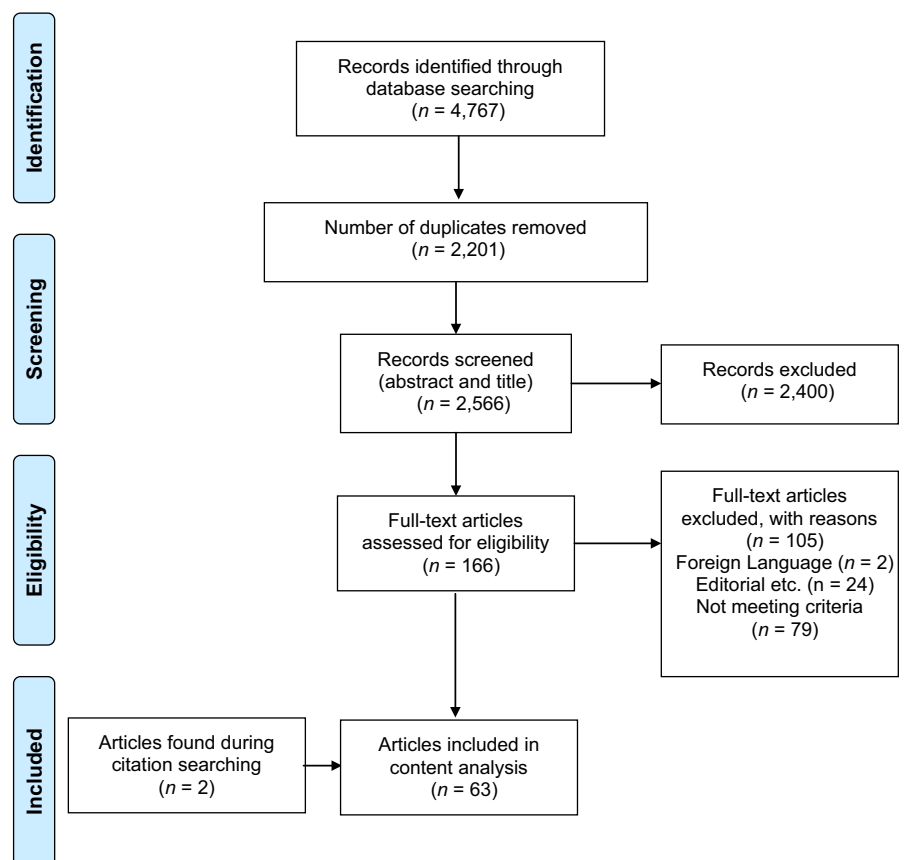 Identification
Records identified through
database searching
(n = 4,767)
Number of duplicates removed
(n = 2,201)
Screening
Records screened
(abstract and title)
(n = 2,566)
Records excluded
(n = 2,400)
Eligibility
Full-text articles
assessed for eligibility
(n = 166)
Full-text articles
excluded, with reasons
(n = 105)
Foreign Language (n = 2)
Editorial etc. (n = 24)
Not meeting criteria
(n = 79)
Included
Articles found during
citation searching
(n = 2)
Articles included in
content analysis
(n = 63)